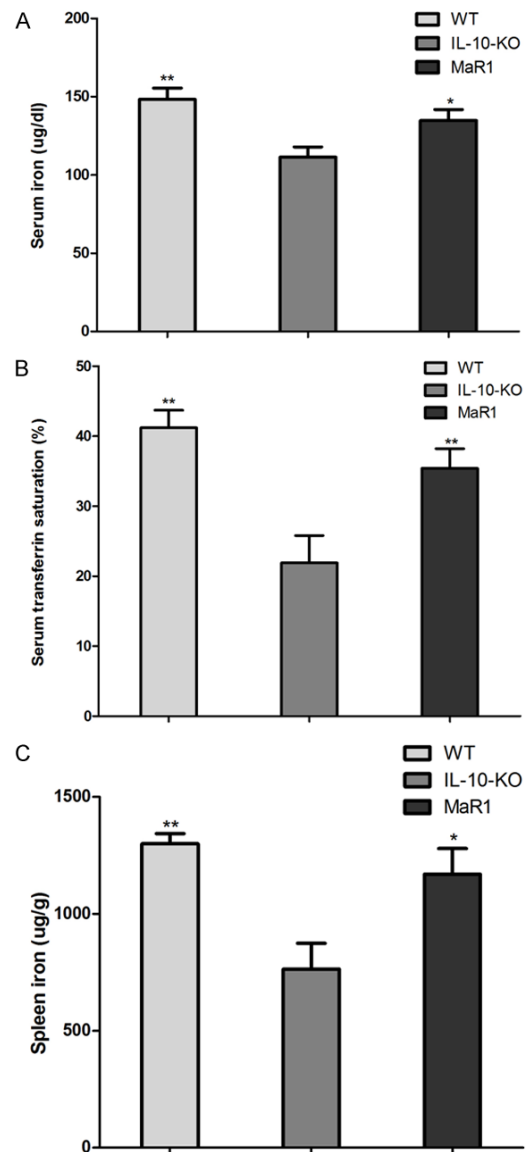 A
WT
IL-10-KO
MaR1
Serum iron (ug/dl)
200
150
100
50
0
**
*
B
WT
IL-10-KO
MaR1
Serum transferrin saturation (%)
50
40
30
20
10
0
**
**
C
WT
IL-10-KO
MaR1
Spleen iron (ug/g)
1500
1000
500
0
**
*